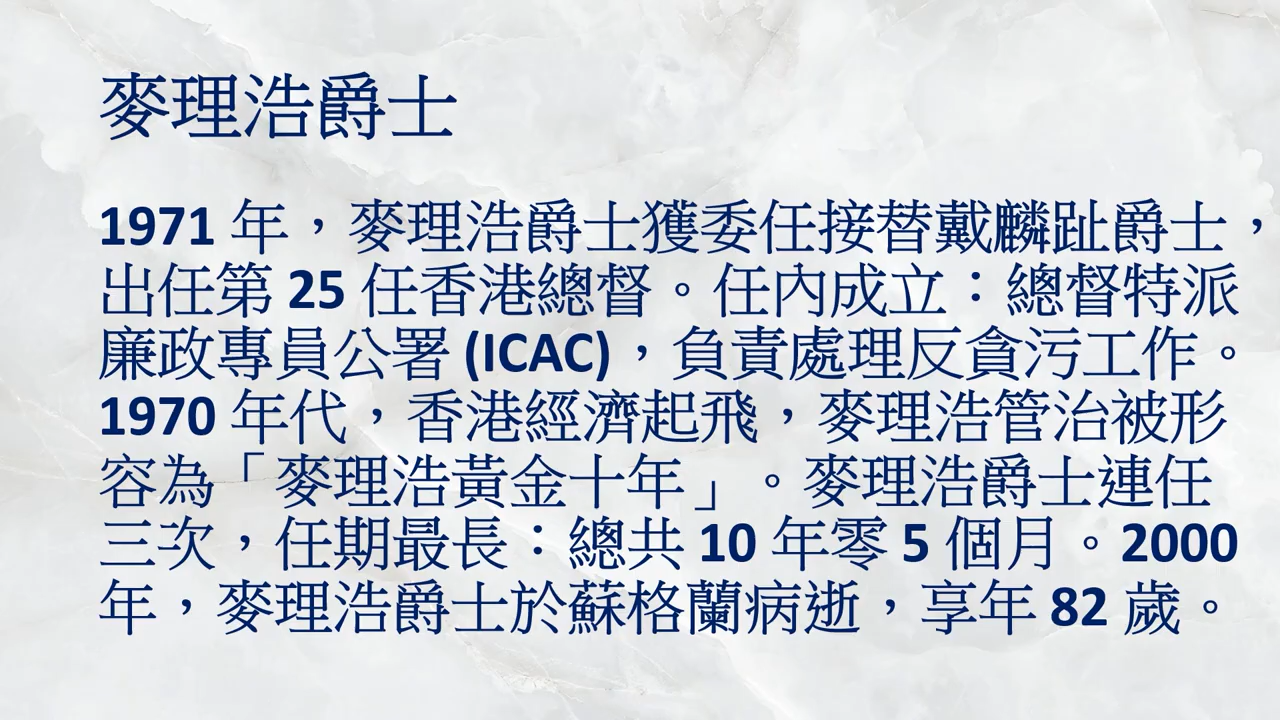 麥理浩爵士
1971 年，麥理浩爵士獲委任接替戴麟趾爵士，
出任第 25 任香港總督。任內成立：總督特派
廉政專員公署 (ICAC)，負責處理反貪污工作。
1970 年代，香港經濟起飛，麥理浩管治被形
容為「麥理浩黃金十年」。麥理浩爵士連任
三次，任期最長：總共 10 年零 5 個月。2000
年，麥理浩爵士於蘇格蘭病逝，享年 82 歲。